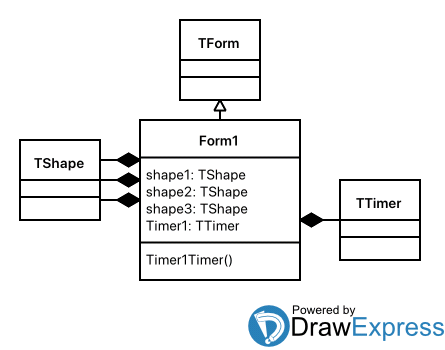 TForm
Form1
shape1: TShape
shape2: TShape
shape3: TShape
Timer1: TTimer
Timer1Timer()
TShape
TTimer
Powered by
DrawExpress